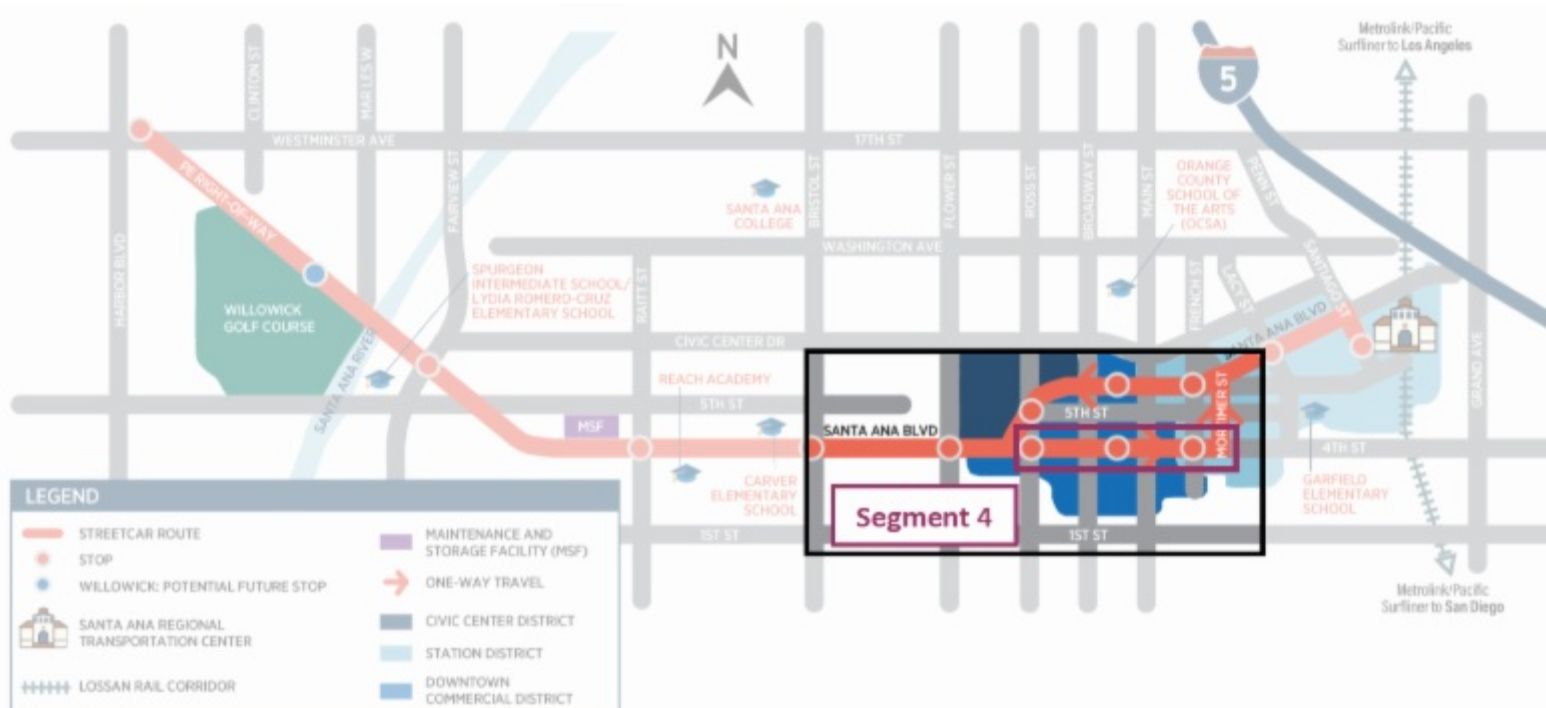 Metrolink/Pacific
Surfliner to Los Angeles
N
5
CLINTON ST
MAR LES W
WESTMINSTER AVE
17TH ST
PE RIGHT-OF-WAY
FAIRVIEW ST
HARBOR BLVD
SANTA ANA
COLLEGE
BRISTOL ST
FLOWER ST
ROSS ST
BROADWAY ST
MAIN ST
ORANGE
COUNTY
SCHOOL OF
THE ARTS
(OCSA)
PENN ST
WASHINGTON AVE
SANTIAGO ST
LACY ST
FRENCH ST
SPURGEON
INTERMEDIATE SCHOOL/
LYDIA ROMERO-CRUZ
ELEMENTARY SCHOOL
RAITT ST
WILLOWICK
GOLF COURSE
SANTA ANA RIVER
CIVIC CENTER DR
SANTA ANA BLVD
GRAND AVE
REACH ACADEMY
5TH ST
5TH ST
MORTIMER ST
MSF
SANTA ANA BLVD
4TH ST
CARVER
ELEMENTARY
SCHOOL
GARFIELD
ELEMENTARY
SCHOOL
Segment 4
1ST ST
1ST ST
Metrolink/Pacific
Surfliner to San Diego
LEGEND
STREETCAR ROUTE
STOP
WILLOWICK: POTENTIAL FUTURE STOP
SANTA ANA REGIONAL
TRANSPORTATION CENTER
LOSSAN RAIL CORRIDOR
MAINTENANCE AND
STORAGE FACILITY (MSF)
ONE-WAY TRAVEL
CIVIC CENTER DISTRICT
STATION DISTRICT
DOWNTOWN
COMMERCIAL DISTRICT